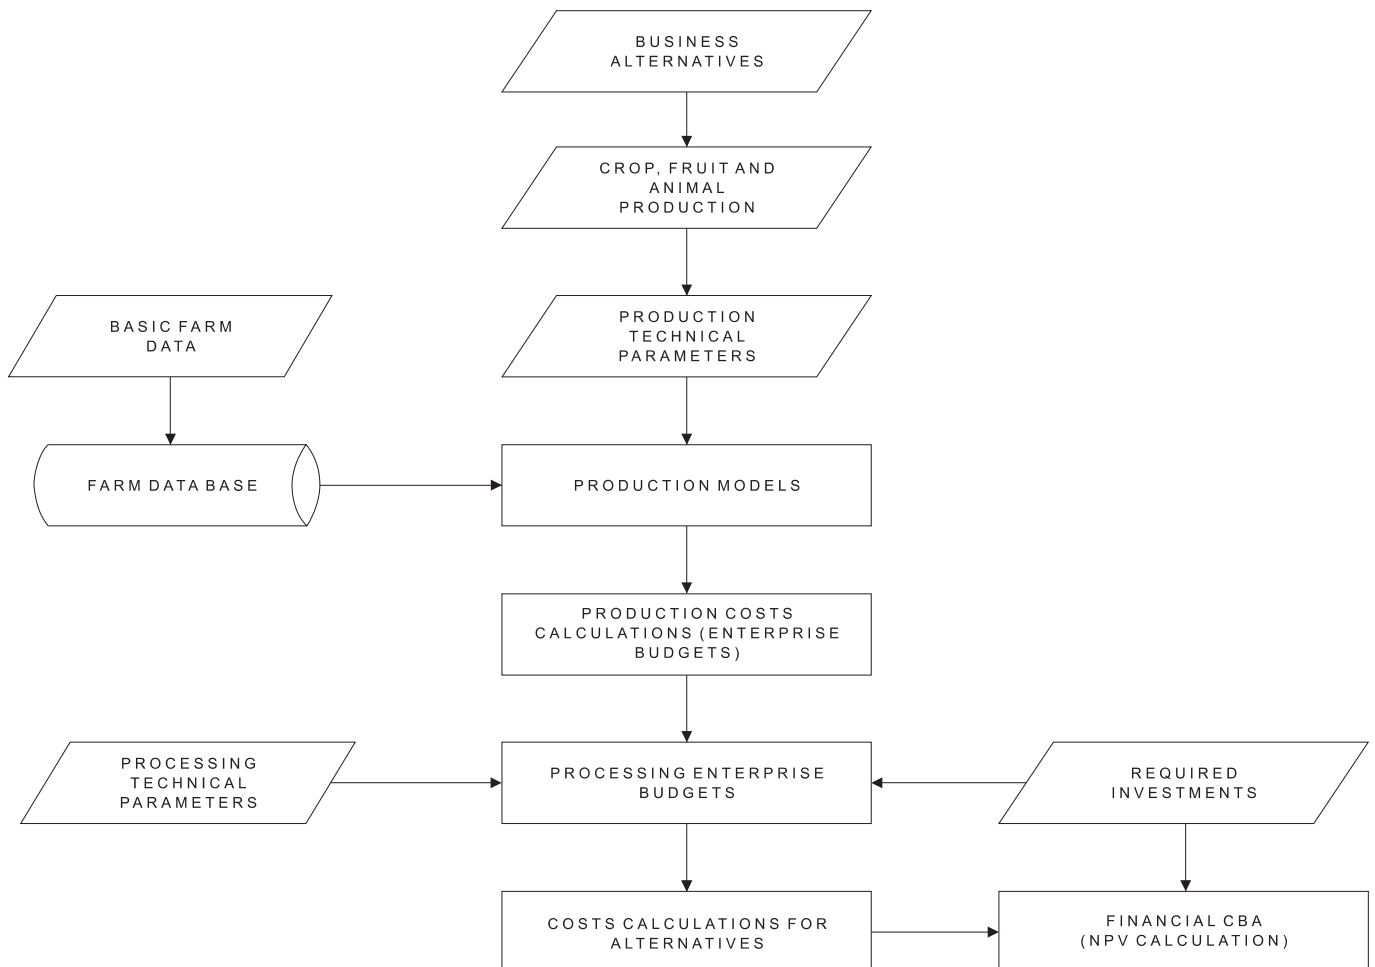 BUSINESS
ALTERNATIVES
CROP, FRUIT AND
ANIMAL
PRODUCTION
BASIC FARM
DATA
PRODUCTION
TECHNICAL
PARAMETERS
FARM DATA BASE
PRODUCTION MODELS
PRODUCTION COSTS
CALCULATIONS (ENTERPRISE
BUDGETS)
PROCESSING
TECHNICAL
PARAMETERS
PROCESSING ENTERPRISE
BUDGETS
REQUIRED
INVESTMENTS
COSTS CALCULATIONS FOR
ALTERNATIVES
FINANCIAL CBA
(NPV CALCULATION)